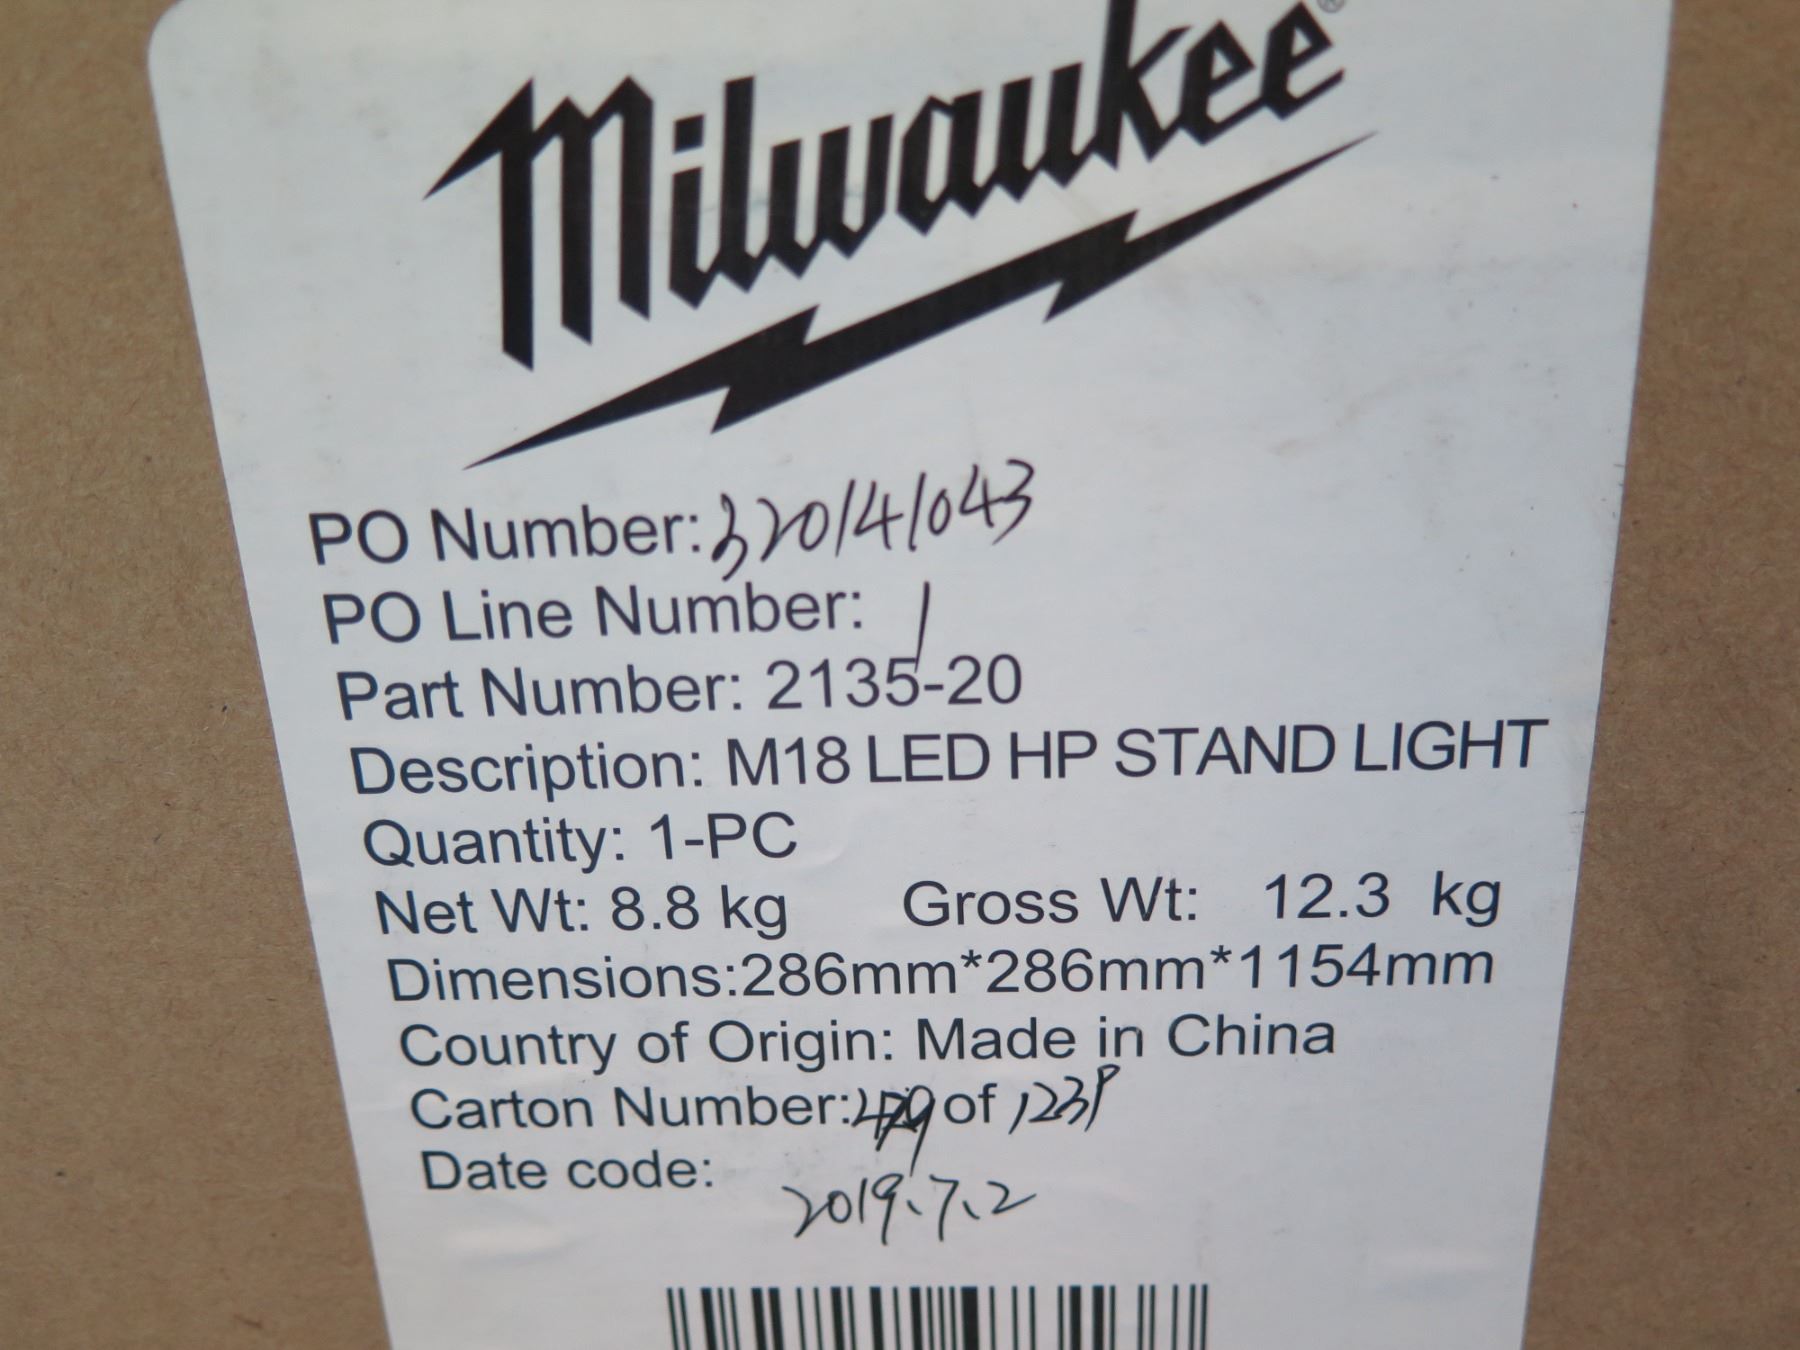 Milwaukee®
PO Number: 320141043
PO Line Number: 1
Part Number: 2135-20
Description: M18 LED HP STAND LIGHT
Quantity: 1-PC
Net Wt: 8.8 kg Gross Wt: 12.3 kg
Dimensions:286mm*286mm*1154mm
Country of Origin: Made in China
Carton Number: of
Date code:
2019.7.2